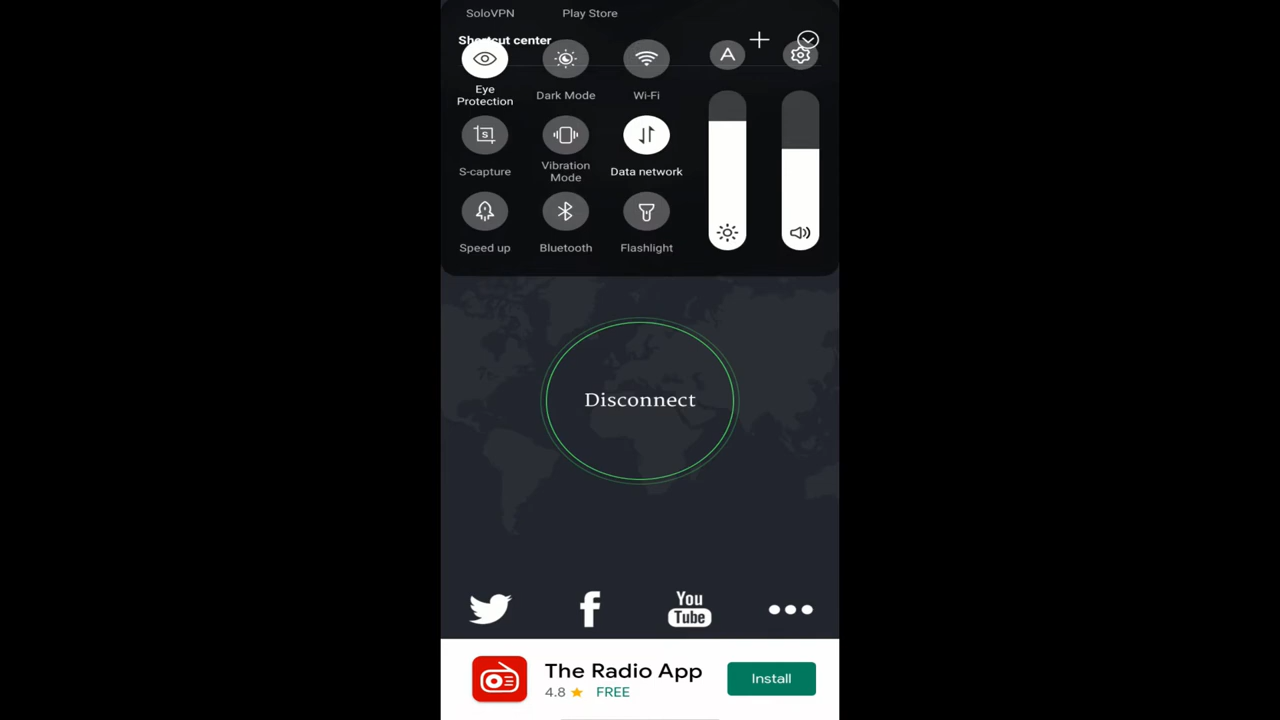 SoloVPN Play Store
Shortcut center
A
Eye
Protection
Dark Mode
Wi-Fi
S
S-capture
Vibration
Mode
Data network
Speed up
Bluetooth
Flashlight
Disconnect
You
Tube
The Radio App
4.8 FREE
Install